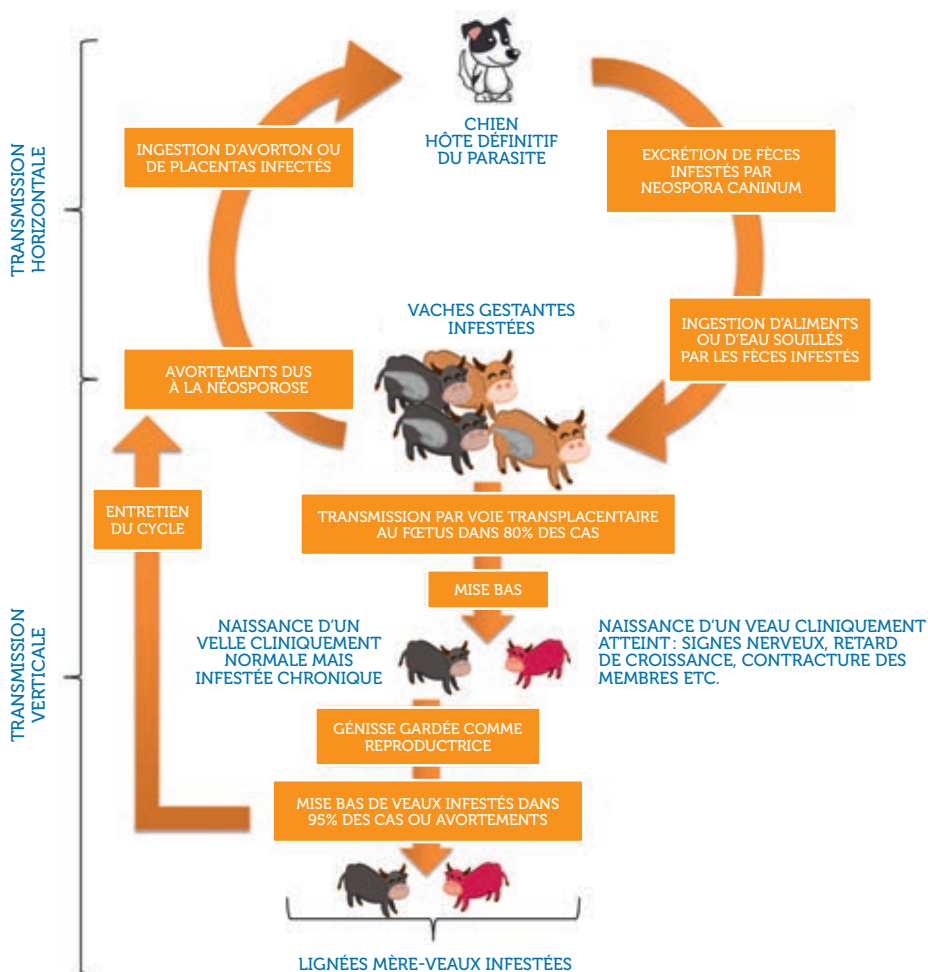 TRANSMISSION
HORIZONTALE
CHIEN
HÔTE DÉFINITIF
DU PARASITE
INGESTION D'AVORTON OU
DE PLACENTAS INFECTÉS
EXCRÉTION DE FÈCES
INFESTÉS PAR
NEOSPORA CANINUM
VACHES GESTANTES
INFESTÉES
INGESTION D'ALIMENTS
OU D'EAU SOUILLÉS
PAR LES FÈCES INFESTÉS
AVORTEMENTS DUS
À LA NÉOSPOROSE
ENTRETIEN
DU CYCLE
TRANSMISSION PAR VOIE TRANSPLACENTAIRE
AU FŒTUS DANS 80% DES CAS
MISE BAS
TRANSMISSION
VERTICALE
NAISSANCE D'UN
VELLE CLINIQUEMENT
NORMALE MAIS
INFESTÉE CHRONIQUE
NAISSANCE D'UN VEAU CLINIQUEMENT
ATTEINT : SIGNES NERVEUX, RETARD
DE CROISSANCE, CONTRACTURE DES
MEMBRES ETC.
GÉNISSE GARDÉE COMME
REPRODUCTRICE
MISE BAS DE VEAUX INFESTÉS DANS
95% DES CAS OU AVORTEMENTS
LIGNÉES MÈRE-VEAUX INFESTÉES